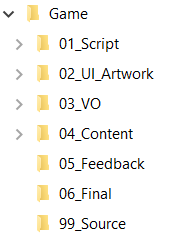 Game
01_Script
02_UI_Artwork
03_VO
04_Content
05_Feedback
06_Final
99_Source